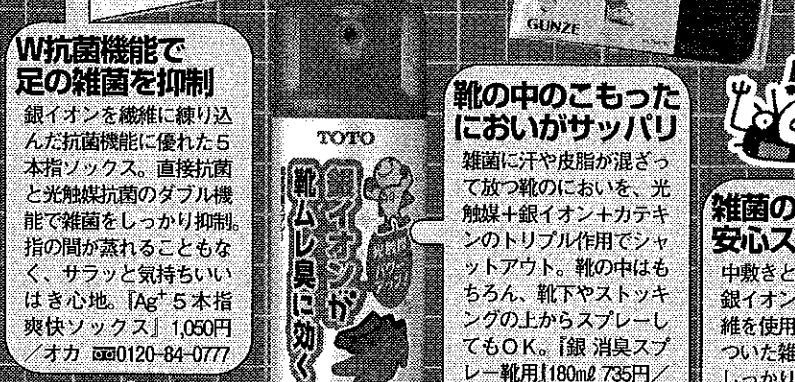 GUNZE
W抗菌機能で
足の雑菌を抑制
銀イオンを繊維に練り込
んだ抗菌機能に優れた5
本指ソックス。直接抗菌
と光触媒抗菌のダブル機
能で雑菌をしっかり抑制。
指の間が蒸れることもな
く、サラッと気持ちいい
はき心地。『Ag⁺5本指
爽快ソックス』1,050円
／オカ 0120-84-0777
TOTO
銀イオンが
靴ムレ臭に効く
靴の中のこもった
においがサッパリ
雑菌に汗や皮脂が混ざっ
て放つ靴のにおいを、光
触媒+銀イオン+カテキ
ンのトリプル作用でシャ
ットアウト。靴の中はも
ちろん、靴下やストッキ
ングの上からスプレーし
てもOK。『銀 消臭スプ
レー靴用』180㎖ 735円／
雑菌の
安心ス
中敷きと
銀イオン
維を使用
ついた雑
しっかり